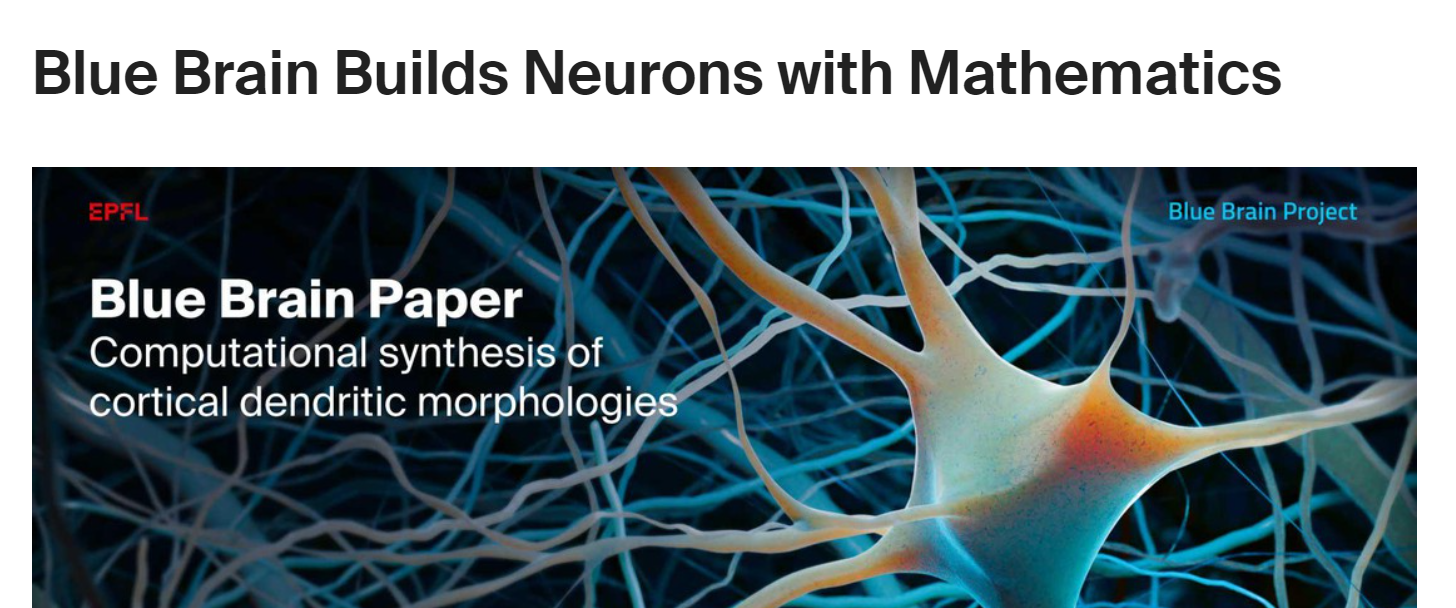 Blue Brain Builds Neurons with Mathematics
EPFL
Blue Brain Project
Blue Brain Paper
Computational synthesis of
cortical dendritic morphologies